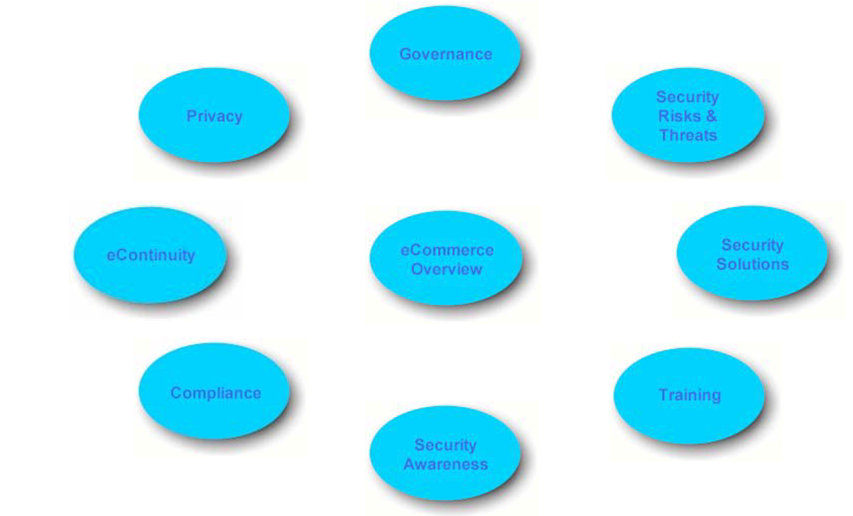 Governance
Privacy
Security
Risks &
Threats
eContinuity
eCommerce
Overview
Security
Solutions
Compliance
Training
Security
Awareness